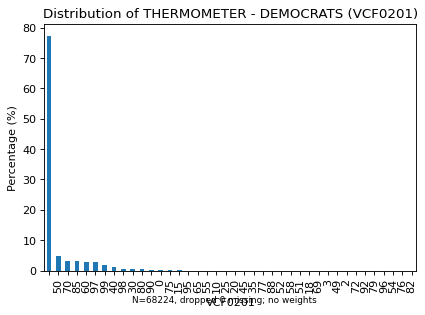 Distribution of THERMOMETER - DEMOCRATS (VCF0201)
Percentage (%)
80
70
60
50
40
30
20
10
0
50 70 85 60 97 99 40 98 30 80 90 0 75 15 95 65 55 10 25 20 45 35 77 88 52 58 51 18 69 3 49 2 72 92 79 96 54 76 82
VCF0201
N=68224, dropped 0 missing; no weights